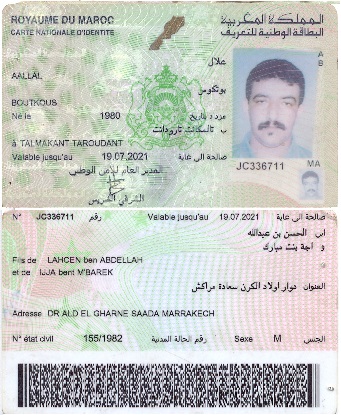 ROYAUME DU MAROC
المملكة المغربية
CARTE NATIONALE D'IDENTITE
البطاقة الوطنية للتعريف
علال
AALLAL
بوتكوس
BOUTKOUS
Né le 1980 مزداد بتاريخ
ب تالمكانت تارودانت
à TALMAKANT TAROUDANT
Valable jusqu'au 19.07.2021 صالحة الى غاية
المدير العام للأمن الوطني
الشرقي الضريس
JC336711
MA
N° JC336711 رقم Valable jusqu'au 19.07.2021 صالحة الى غاية
ابن الحسن بن عبدالله
و اجة بنت مبارك
Fils de LAHCEN ben ABDELLAH
et de IJJA bent M'BAREK
العنوان دوار اولاد الكرن سعادة مراكش
Adresse DR ALD EL GHARNE SAADA MARRAKECH
N° état civil 155/1982 رقم الحالة المدنية Sexe M الجنس